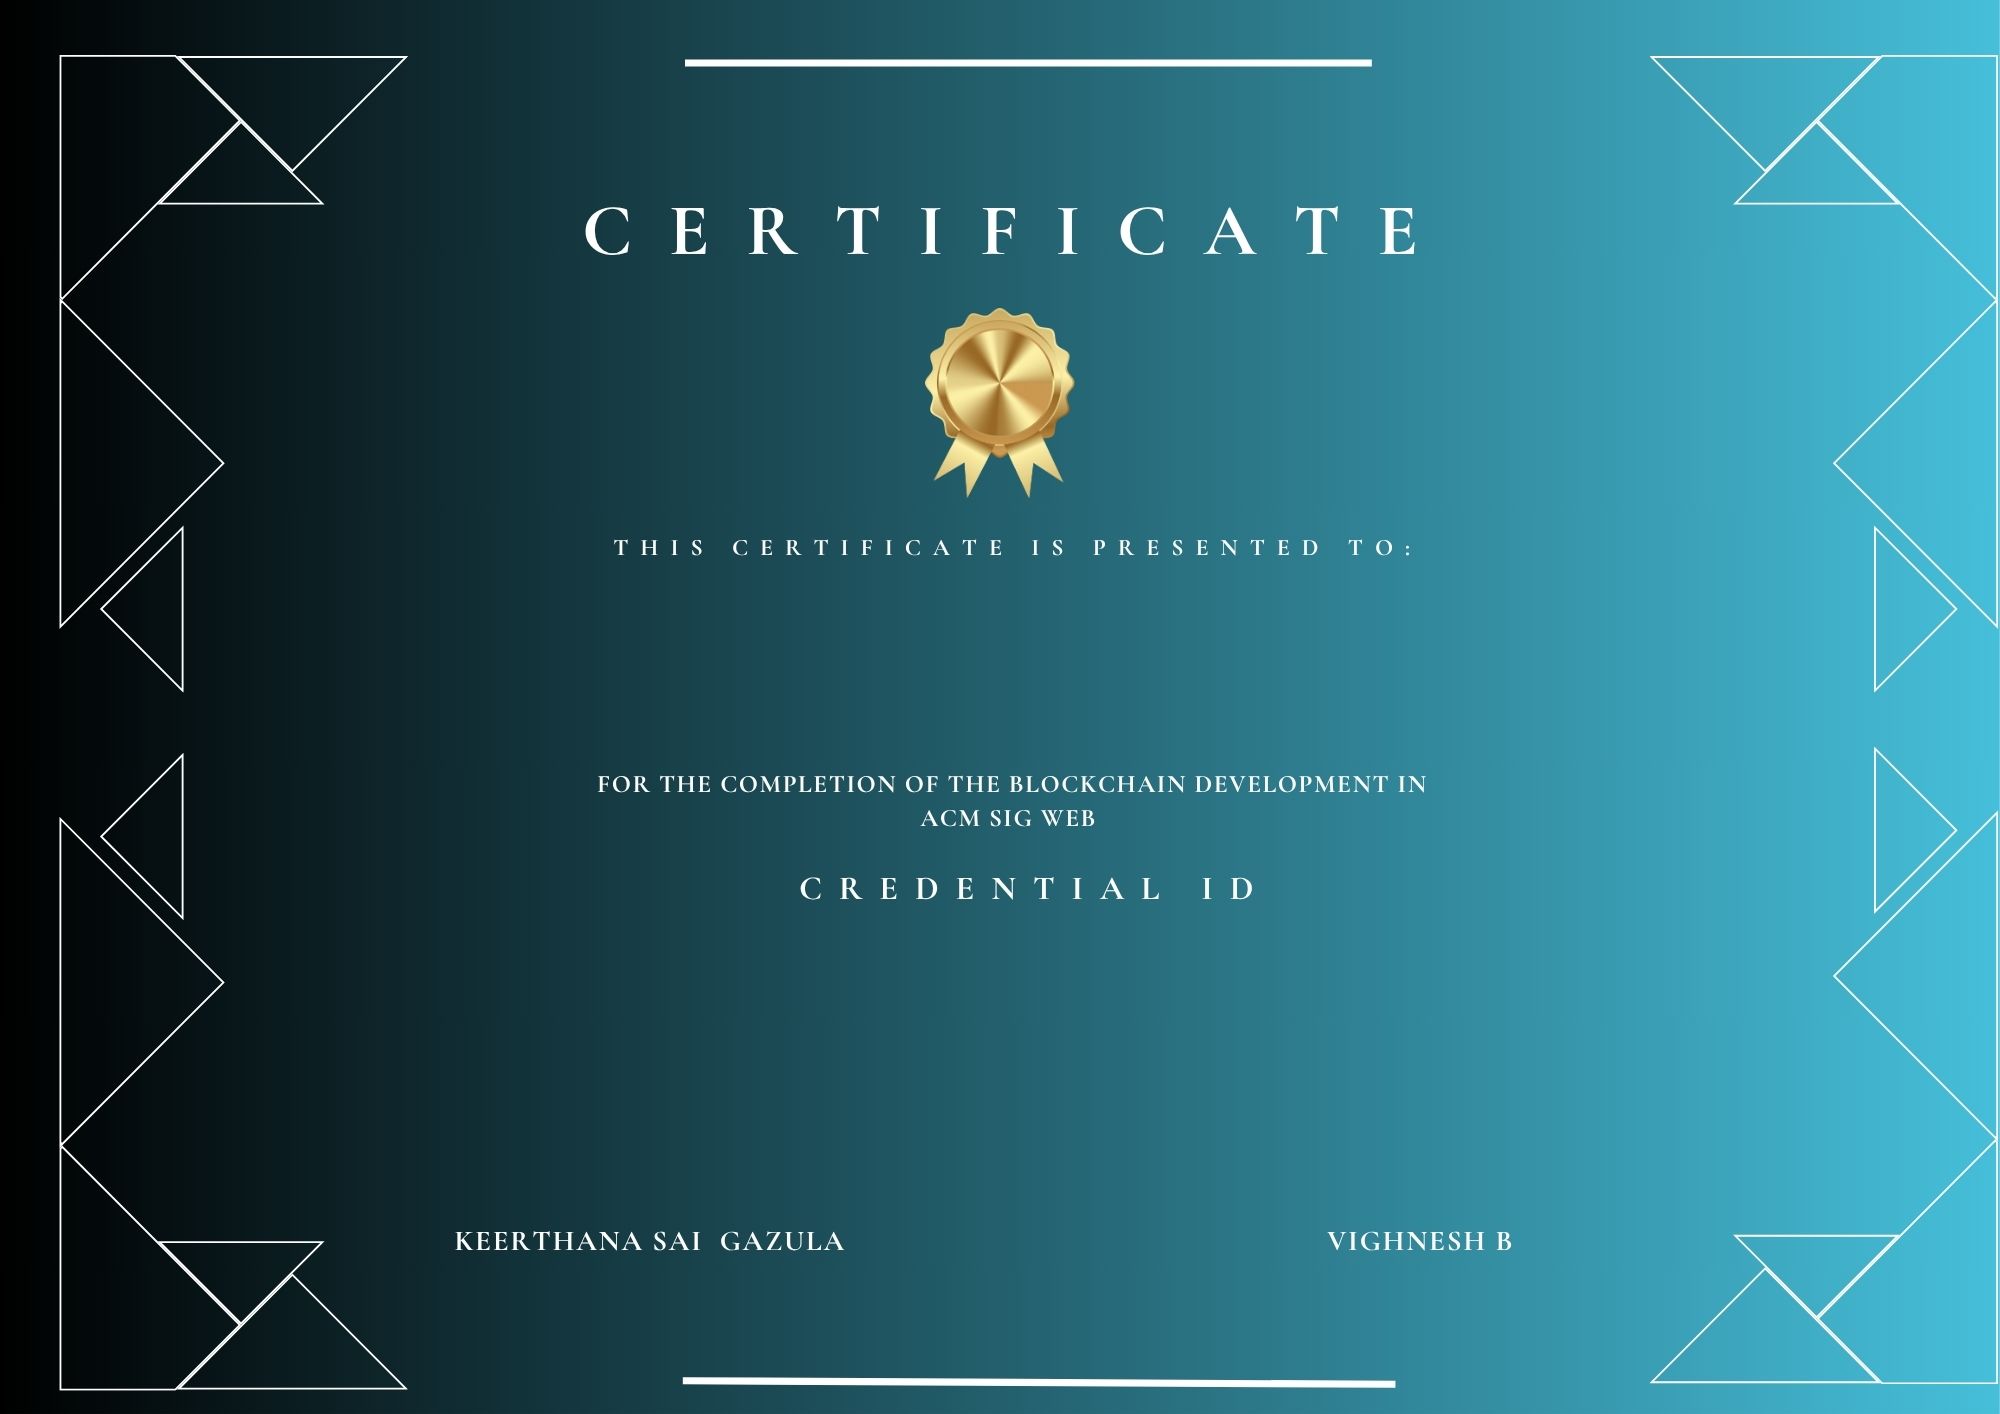 CERTIFICATE
THIS CERTIFICATE IS PRESENTED TO:
FOR THE COMPLETION OF THE BLOCKCHAIN DEVELOPMENT IN
ACM SIG WEB
CREDENTIAL ID
KEERTHANA SAI  GAZULA
VIGHNESH B